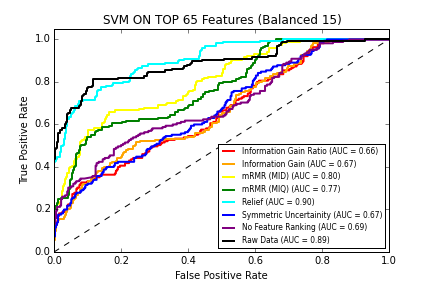 SVM ON TOP 65 Features (Balanced 15)
True Positive Rate
1.0
0.8
0.6
0.4
0.2
0.0
Information Gain Ratio (AUC = 0.66)
Information Gain (AUC = 0.67)
mRMR (MID) (AUC = 0.80)
mRMR (MIQ) (AUC = 0.77)
Relief (AUC = 0.90)
Symmetric Uncertainity (AUC = 0.67)
No Feature Ranking (AUC = 0.69)
Raw Data (AUC = 0.89)
0.0 0.2 0.4 0.6 0.8 1.0
False Positive Rate